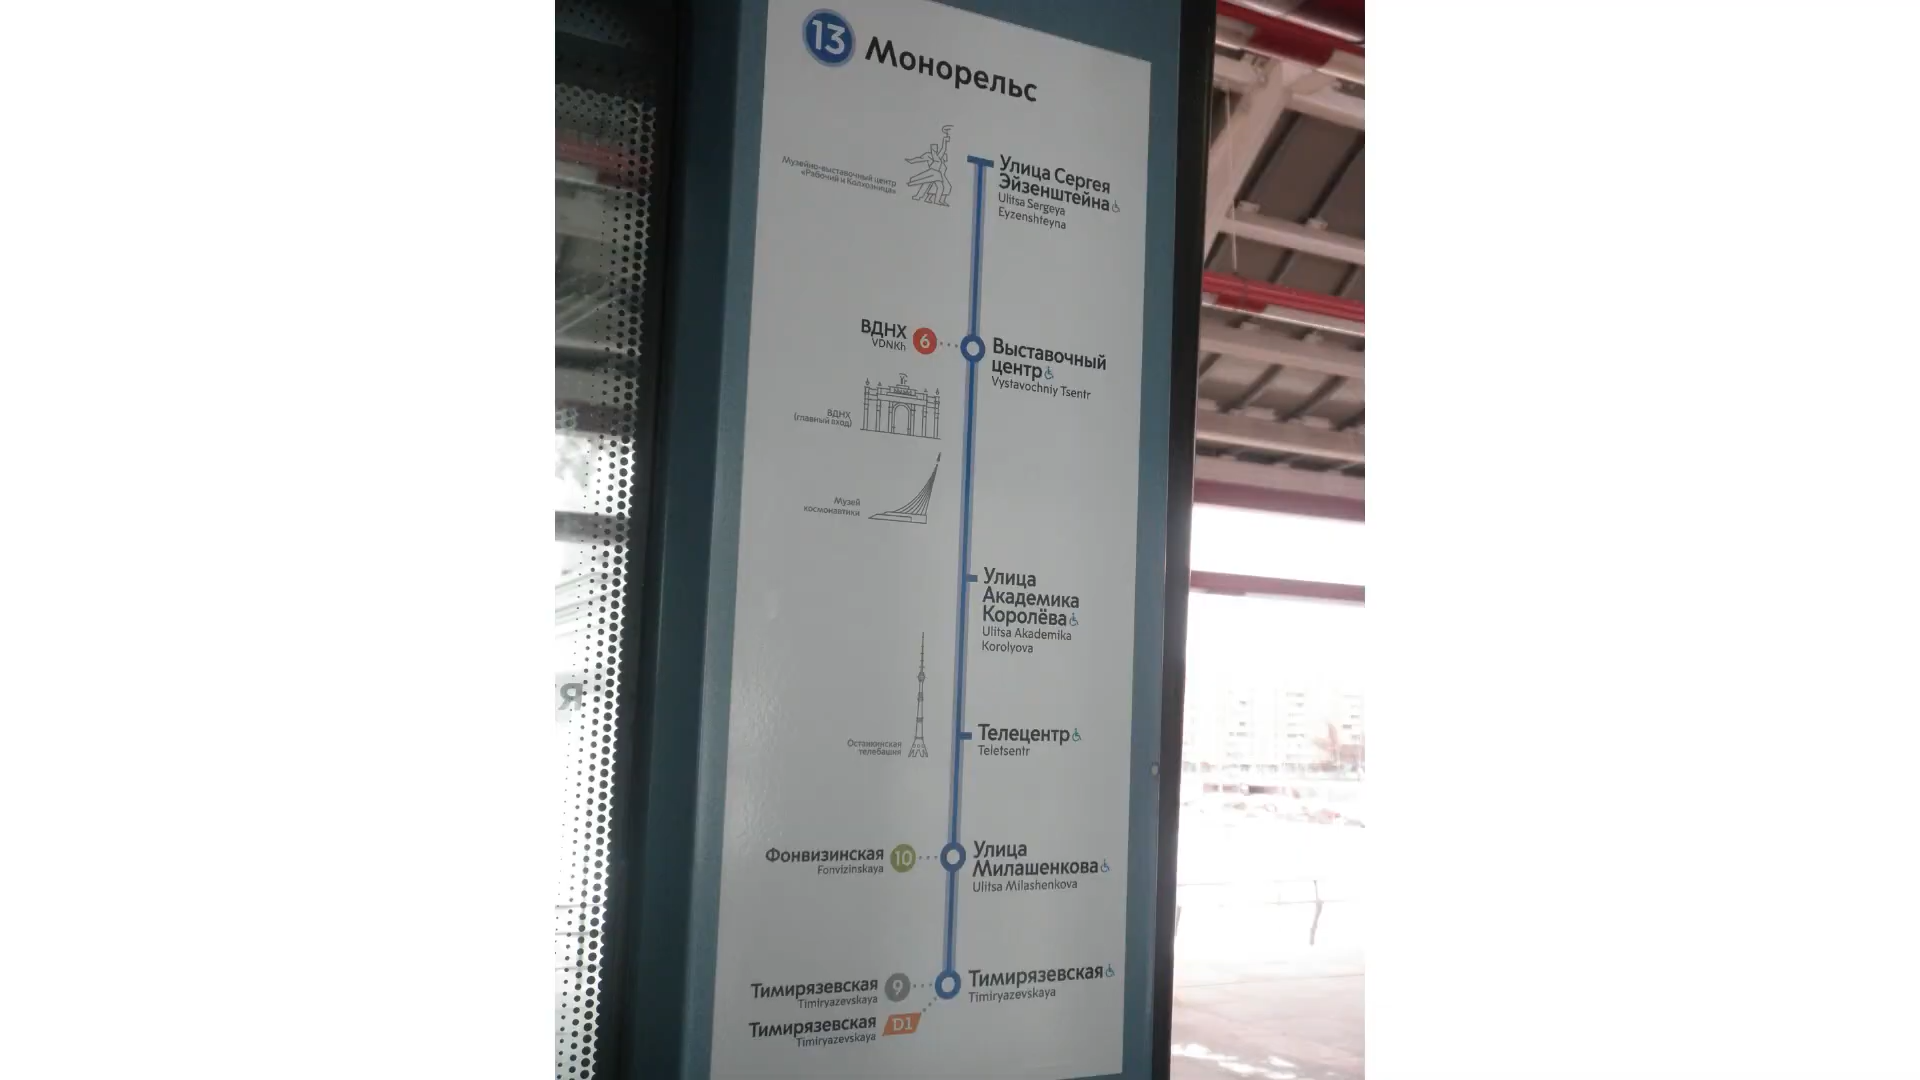 13 Монорельс
Музейно-выставочный центр
«Рабочий и Колхозница»
Улица Сергея
Эйзенштейна
Ulitsa Sergeya
Eyzenshteyna
ВДНХ
VDNKh
6
Выставочный
центр
Vystavochniy Tsentr
ВДНХ
(главный вход)
Музей
космонавтики
Улица
Академика
Королёва
Ulitsa Akademika
Korolyova
Останкинская
телебашня
Телецентр
Teletsentr
Фонвизинская
Fonvizinskaya
10
Улица
Милашенкова
Ulitsa Milashenkova
Тимирязевская
Timiryazevskaya
9
Тимирязевская
Timiryazevskaya
Тимирязевская
Timiryazevskaya
D1